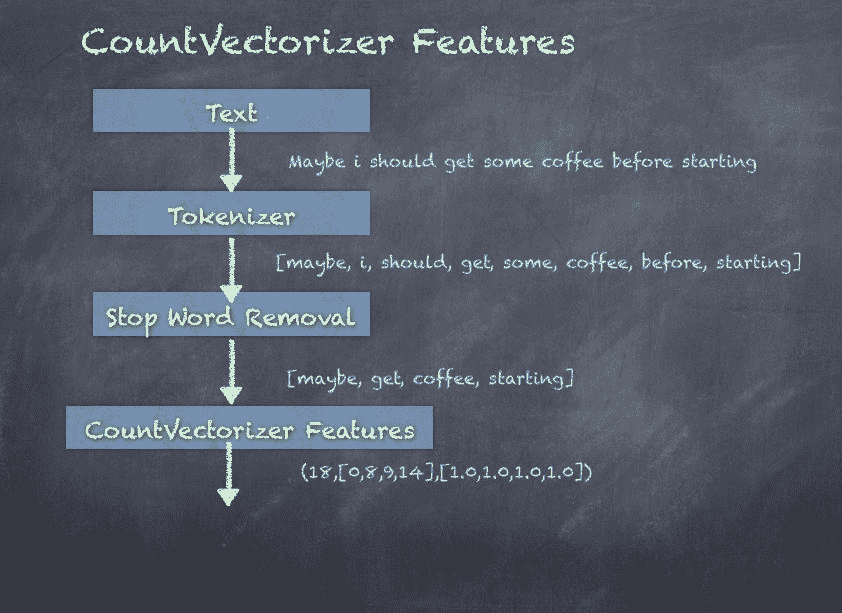 CountVectorizer Features
Text
Maybe i should get some coffee before starting
Tokenizer
[maybe, i, should, get, some, coffee, before, starting]
Stop Word Removal
[maybe, get, coffee, starting]
CountVectorizer Features
(18,[0,8,9,14],[1.0,1.0,1.0,1.0])